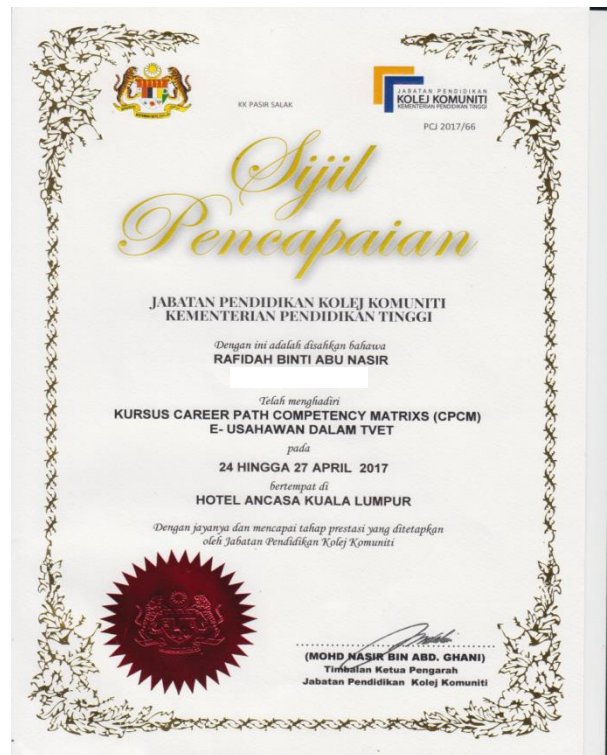 KK PASIR SALAK
JABATAN PENDIDIKAN
KOLEJ KOMUNITI
KEMENTERIAN PENDIDIKAN TINGGI
PCJ 2017/66
Sijil
Pencapaian
JABATAN PENDIDIKAN KOLEJ KOMUNITI
KEMENTERIAN PENDIDIKAN TINGGI
Dengan ini adalah disahkan bahawa
RAFIDAH BINTI ABU NASIR
Telah menghadiri
KURSUS CAREER PATH COMPETENCY MATRIXS (CPCM)
E- USAHAWAN DALAM TVET
pada
24 HINGGA 27 APRIL 2017
bertempat di
HOTEL ANCASA KUALA LUMPUR
Dengan jayanya dan mencapai tahap prestasi yang ditetapkan
oleh Jabatan Pendidikan Kolej Komuniti
(MOHD NASIR BIN ABD. GHANI)
Timbalan Ketua Pengarah
Jabatan Pendidikan Kolej Komuniti